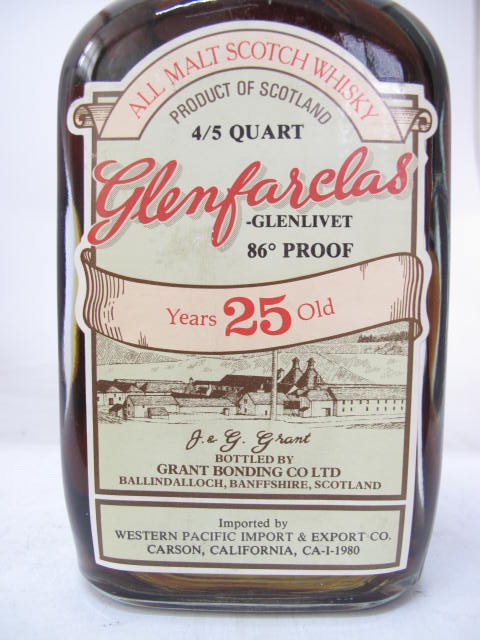 ALL MALT SCOTCH WHISKY
PRODUCT OF SCOTLAND
4/5 QUART
Glenfarclas
-GLENLIVET
86° PROOF
Years 25 Old
J. & G. Grant
BOTTLED BY
GRANT BONDING CO LTD
BALLINDALLOCH, BANFFSHIRE, SCOTLAND
Imported by
WESTERN PACIFIC IMPORT & EXPORT CO.
CARSON, CALIFORNIA, CA-I-1980